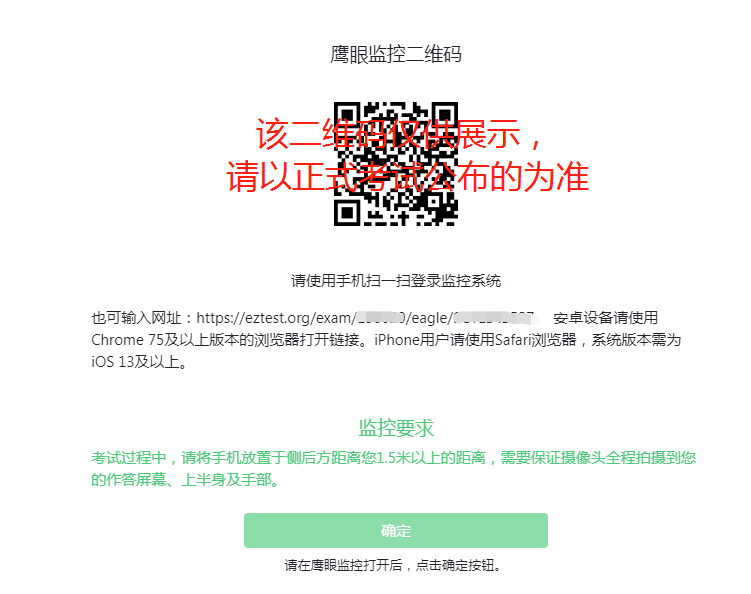 鹰眼监控二维码
该二维码仅供展示，
请以正式考试公布的为准
请使用手机扫一扫登录监控系统
也可输入网址：https://eztest.org/exam/ /eagle/ 安卓设备请使用
Chrome 75及以上版本的浏览器打开链接。iPhone用户请使用Safari浏览器，系统版本需为
iOS 13及以上。
监控要求
考试过程中，请将手机放置于侧后方距离您1.5米以上的距离，需要保证摄像头全程拍摄到您
的作答屏幕、上半身及手部。
确定
请在鹰眼监控打开后，点击确定按钮。